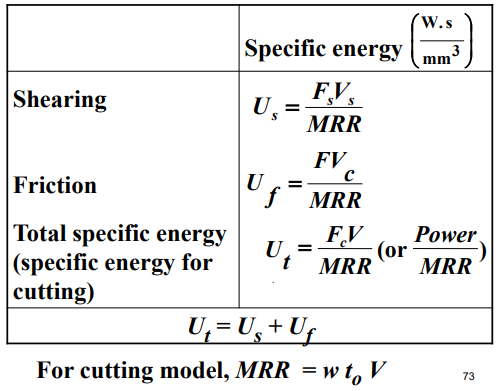 Specific energy (W.s/mm³)
Shearing U_s = F_sV_s/MRR
Friction U_f = FV_c/MRR
Total specific energy
(specific energy for
cutting) U_t = F_cV/MRR (or Power/MRR)
U_t = U_s + U_f
For cutting model, MRR = w t_o V
73